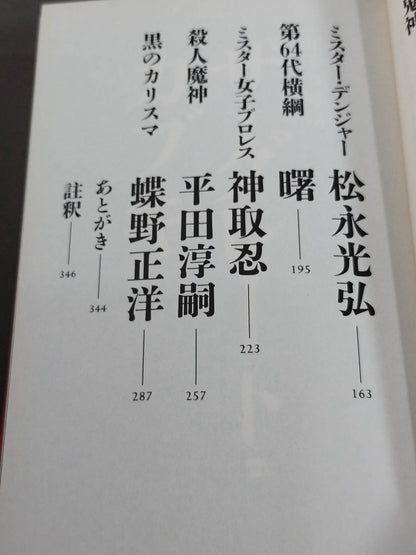 鬼神
ミスター・デンジャー 松永光弘 163
第64代横綱 曙 195
ミスター女子プロレス 神取忍 223
殺人魔神 平田淳嗣 257
黒のカリスマ 蝶野正洋 287
あとがき 344
註釈 346